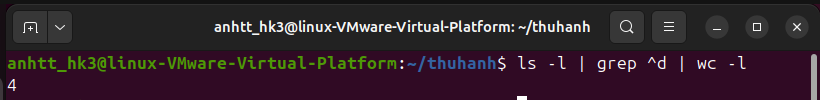 anhtt_hk3@linux-VMware-Virtual-Platform: ~/thuhanh
anhtt_hk3@linux-VMware-Virtual-Platform:~/thuhanh$ ls -l | grep ^d | wc -l
4